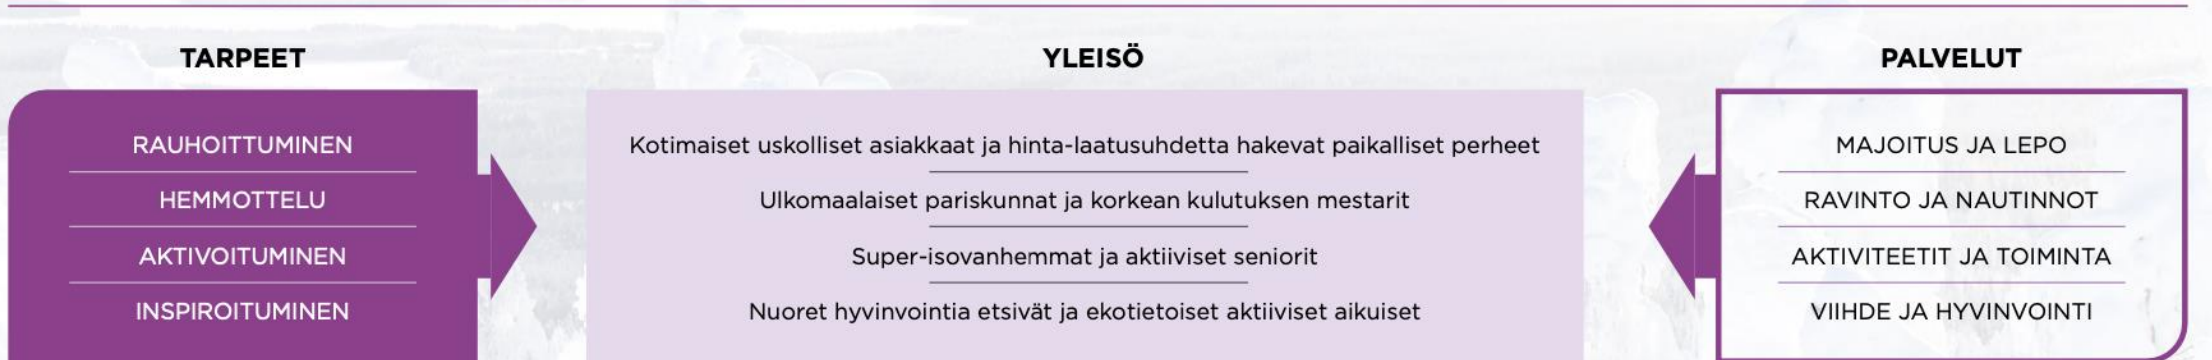 TARPEET
RAUHOITTUMINEN
HEMMOTTELU
AKTIVOITUMINEN
INSPIROITUMINEN
YLEISÖ
Kotimaiset uskolliset asiakkaat ja hinta-laatusuhdetta hakevat paikalliset perheet
Ulkomaalaiset pariskunnat ja korkean kulutuksen mestarit
Super-isovanhemmat ja aktiiviset seniorit
Nuoret hyvinvointia etsivät ja ekotietoiset aktiiviset aikuiset
PALVELUT
MAJOITUS JA LEPO
RAVINTO JA NAUTINNOT
AKTIVITEETIT JA TOIMINTA
VIIHDE JA HYVINVOINTI